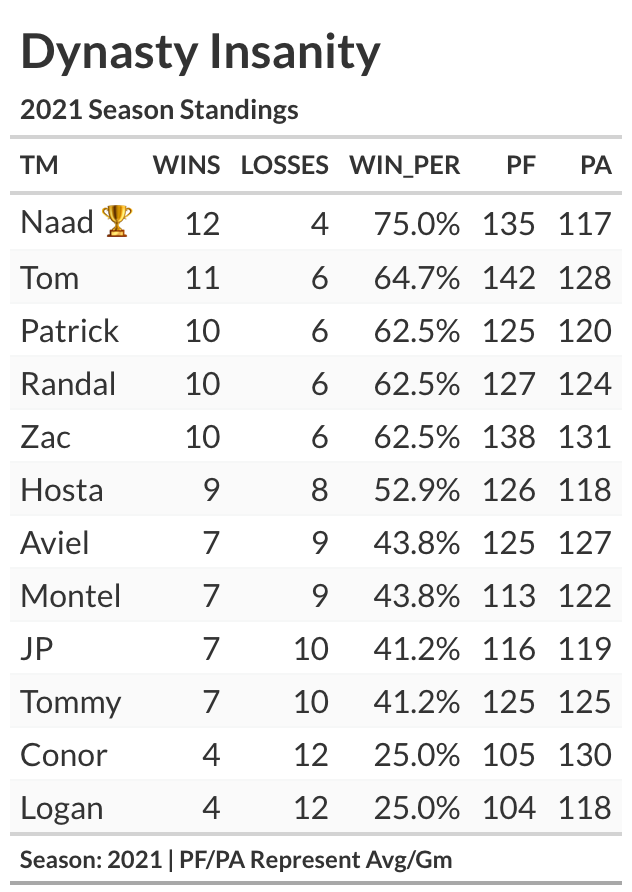 Dynasty Insanity
2021 Season Standings
TM WINS LOSSES WIN_PER PF PA
Naad 🏆 12 4 75.0% 135 117
Tom 11 6 64.7% 142 128
Patrick 10 6 62.5% 125 120
Randal 10 6 62.5% 127 124
Zac 10 6 62.5% 138 131
Hosta 9 8 52.9% 126 118
Aviel 7 9 43.8% 125 127
Montel 7 9 43.8% 113 122
JP 7 10 41.2% 116 119
Tommy 7 10 41.2% 125 125
Conor 4 12 25.0% 105 130
Logan 4 12 25.0% 104 118
Season: 2021 | PF/PA Represent Avg/Gm